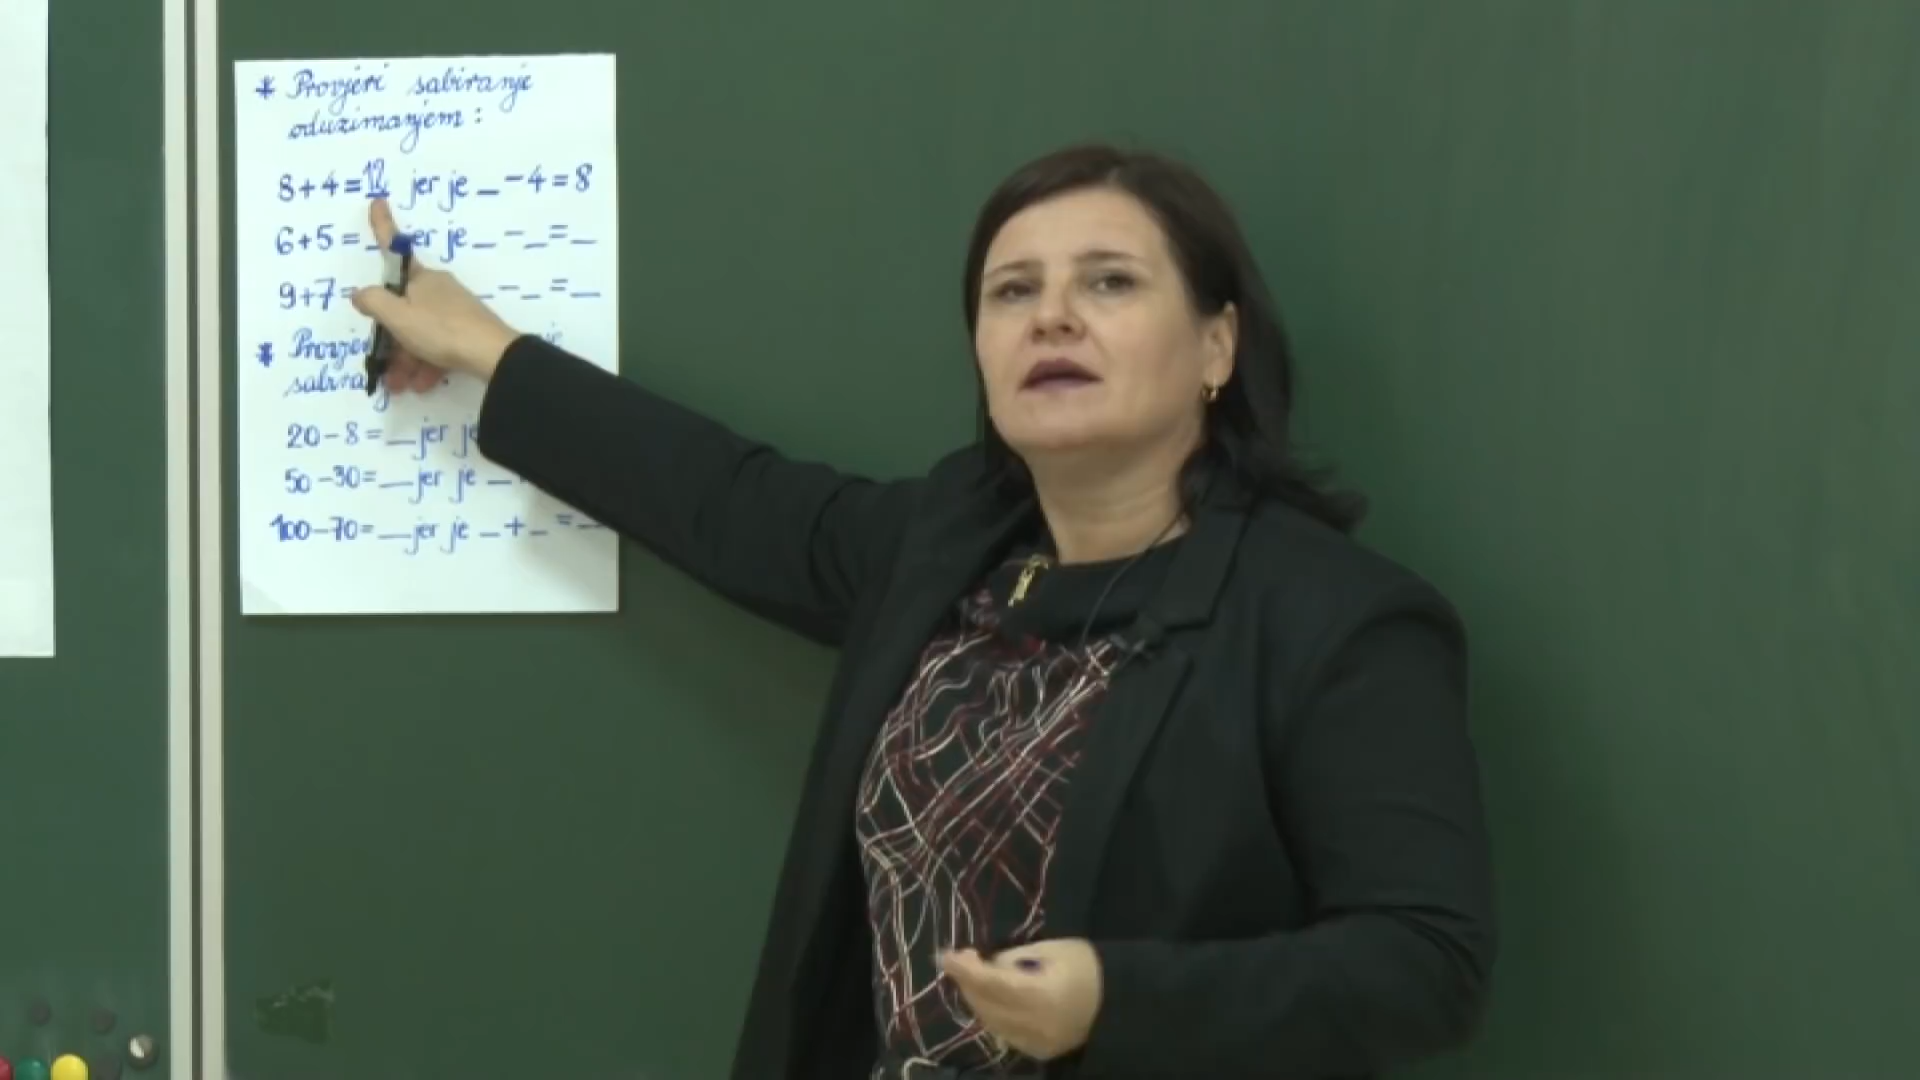 * Provjeri sabiranje
oduzimanjem :
8+4=12 jer je _ - 4 = 8
6+5=_ jer je _ - _ = _
9+7= _ - _ = _
*
20-8=_ jer je
50-30=_ jer je _
100-70=_ jer je _ + _ = _